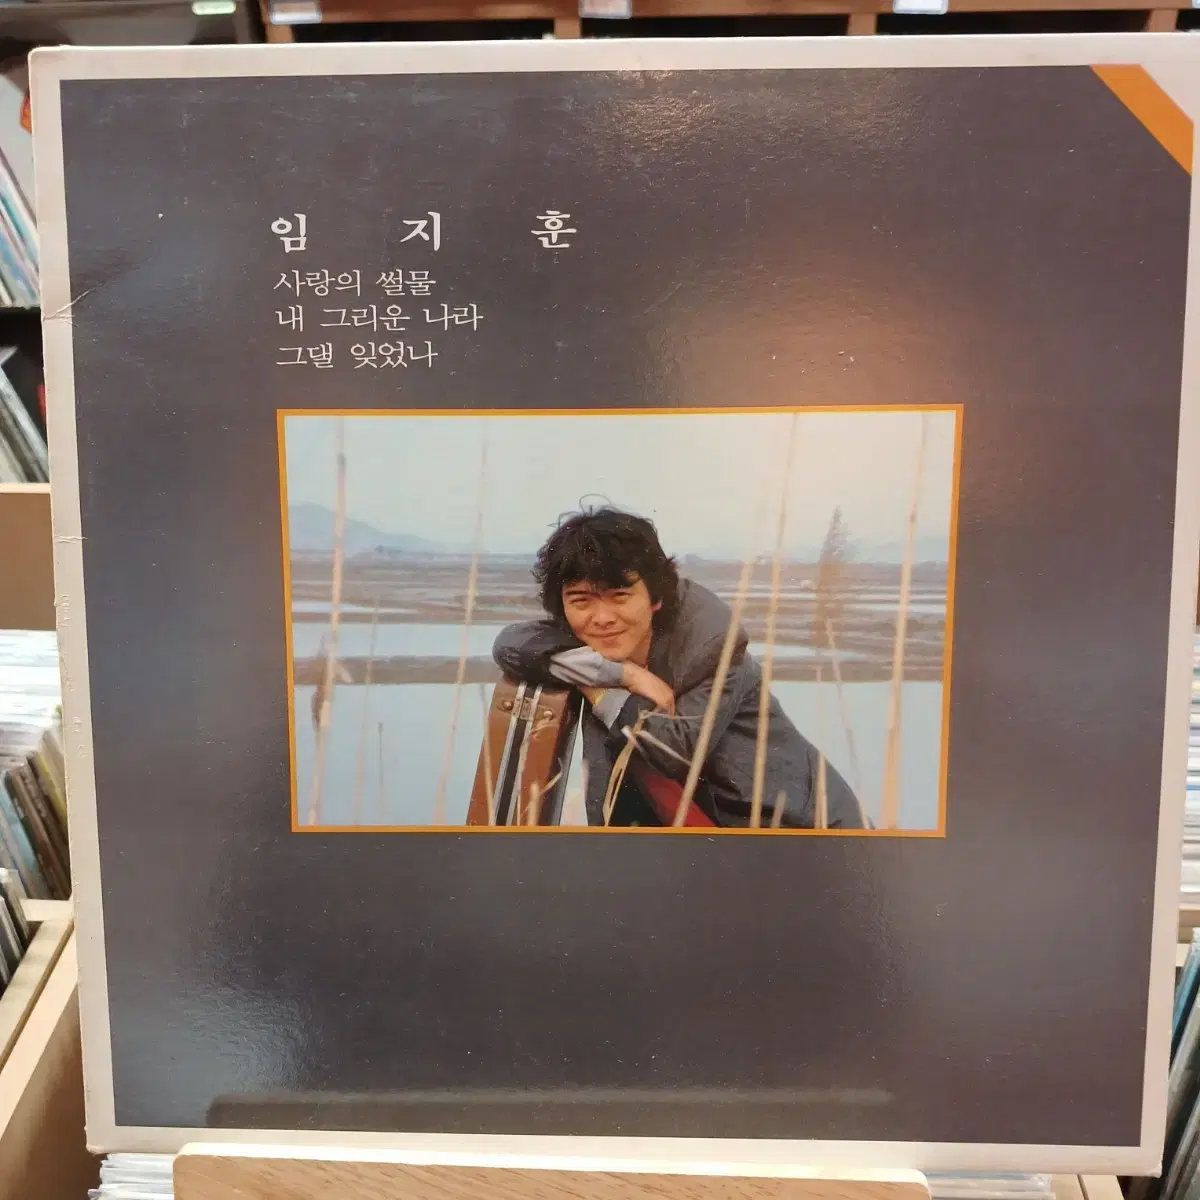 임 지 훈
사랑의 썰물
내 그리운 나라
그댈 잊었나